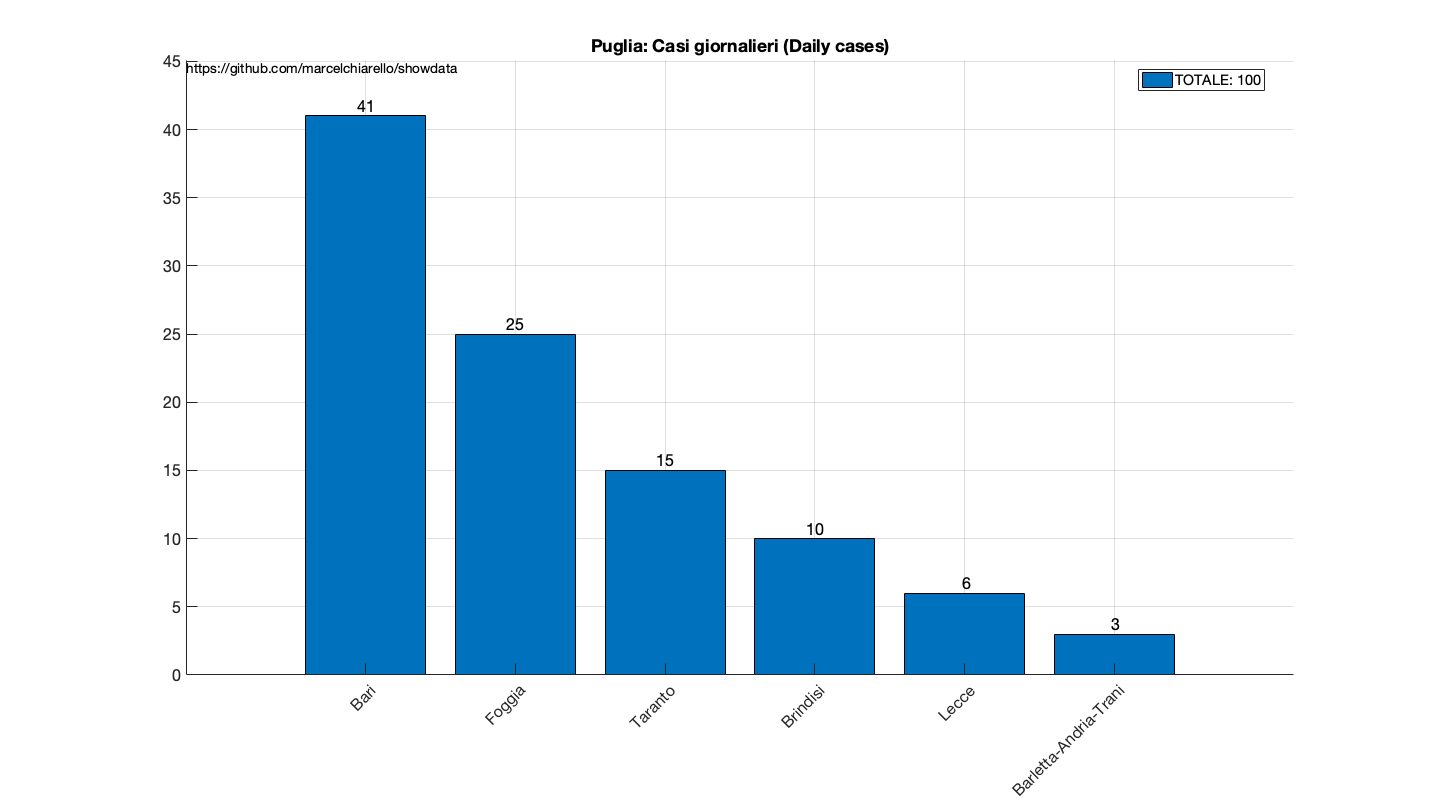 Puglia: Casi giornalieri (Daily cases)
https://github.com/marcelchiarello/showdata
TOTALE: 100
45
40
35
30
25
20
15
10
5
0
41
25
15
10
6
3
Bari
Foggia
Taranto
Brindisi
Lecce
Barletta-Andria-Trani